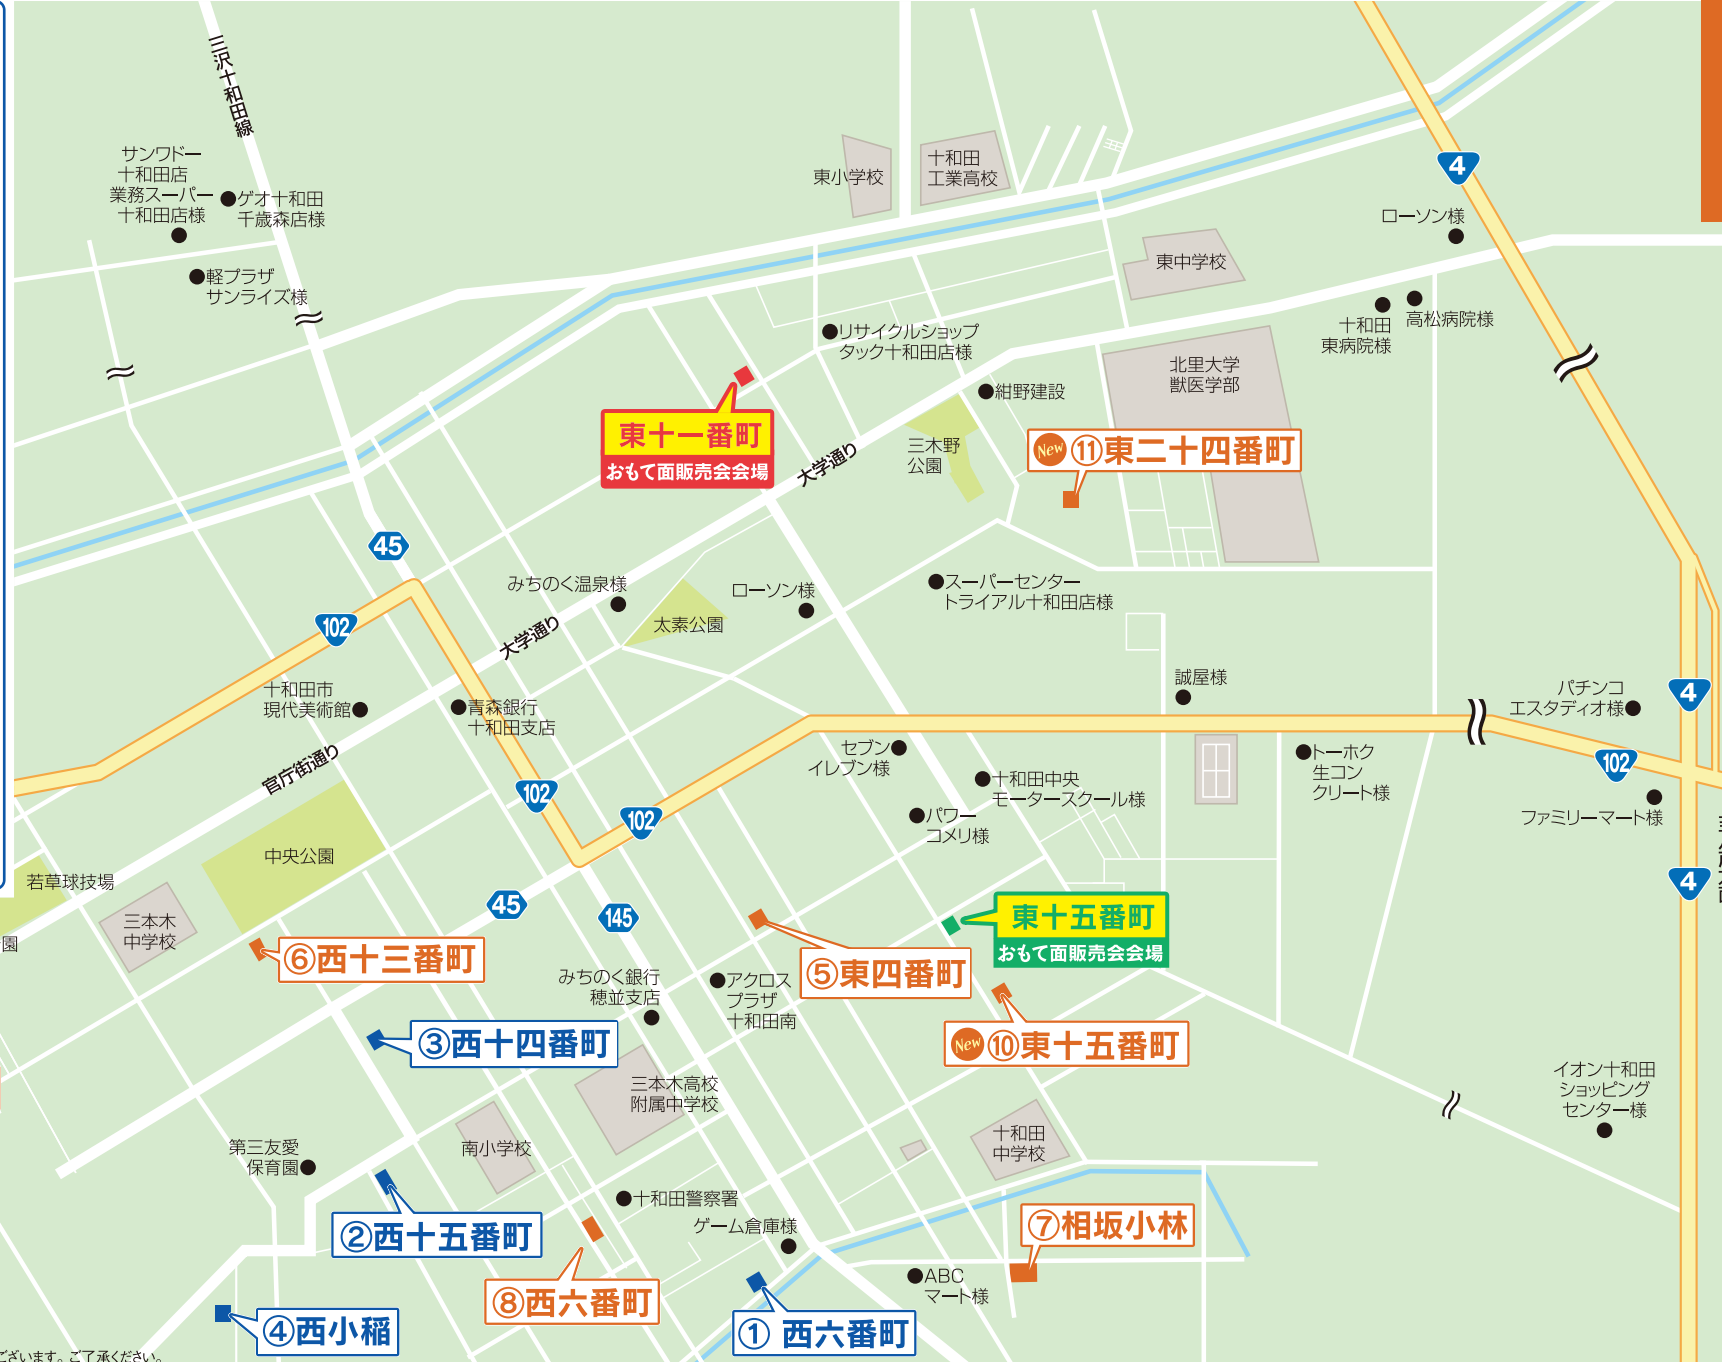 三沢十和田線
サンワドー
十和田店
業務スーパー
十和田店様
ゲオ十和田
千歳森店様
軽プラザ
サンライズ様
東小学校
十和田
工業高校
4
ローソン様
東中学校
十和田
東病院様
高松病院様
リサイクルショップ
タック十和田店様
北里大学
獣医学部
紺野建設
東十一番町
おもて面販売会会場
三木野
公園
New ⑪東二十四番町
大学通り
45
みちのく温泉様
ローソン様
スーパーセンター
トライアル十和田店様
102
太素公園
大学通り
誠屋様
十和田市
現代美術館
青森銀行
十和田支店
パチンコ
エスタディオ様
4
官庁街通り
セブン
イレブン様
トーホク
生コン
クリート様
102
102
十和田中央
モータースクール様
102
パワー
コメリ様
ファミリーマート様
中央公園
若草球技場
4
45
145
三本木
中学校
東十五番町
おもて面販売会会場
園
⑥西十三番町
⑤東四番町
みちのく銀行
穂並支店
アクロス
プラザ
十和田南
③西十四番町
New ⑩東十五番町
三本木高校
附属中学校
イオン十和田
ショッピング
センター様
第三友愛
保育園
南小学校
十和田
中学校
十和田警察署
ゲーム倉庫様
②西十五番町
⑦相坂小林
⑧西六番町
ABC
マート様
④西小稲
① 西六番町
ございます。ご了承ください。